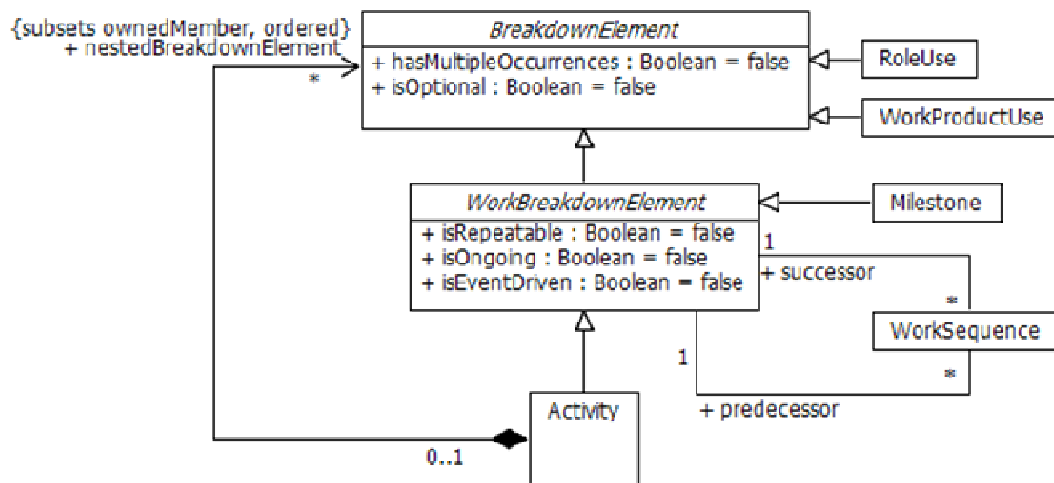 {subsets ownedMember, ordered}
+ nestedBreakdownElement
*
BreakdownElement
+ hasMultipleOccurrences : Boolean = false
+ isOptional : Boolean = false
RoleUse
WorkProductUse
WorkBreakdownElement
+ isRepeatable : Boolean = false
+ isOngoing : Boolean = false
+ isEventDriven : Boolean = false
Milestone
1
+ successor
*
WorkSequence
*
1
+ predecessor
Activity
0..1